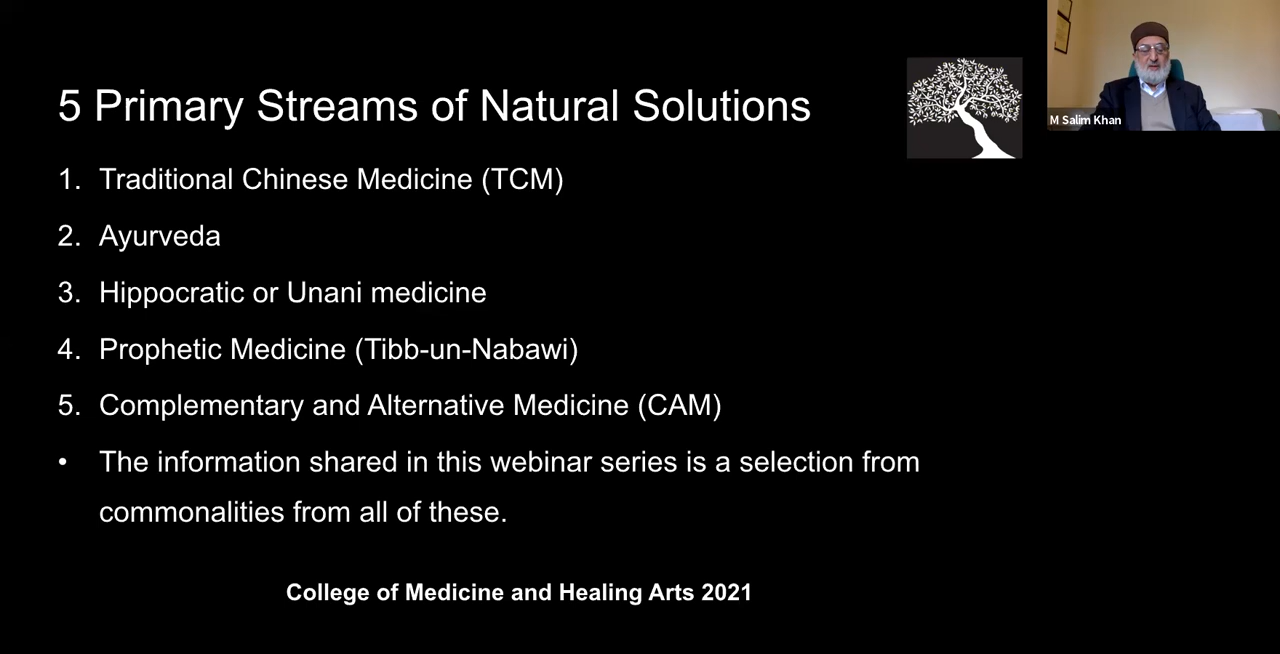 5 Primary Streams of Natural Solutions
M Salim Khan
1. Traditional Chinese Medicine (TCM)
2. Ayurveda
3. Hippocratic or Unani medicine
4. Prophetic Medicine (Tibb-un-Nabawi)
5. Complementary and Alternative Medicine (CAM)
• The information shared in this webinar series is a selection from
commonalities from all of these.
College of Medicine and Healing Arts 2021